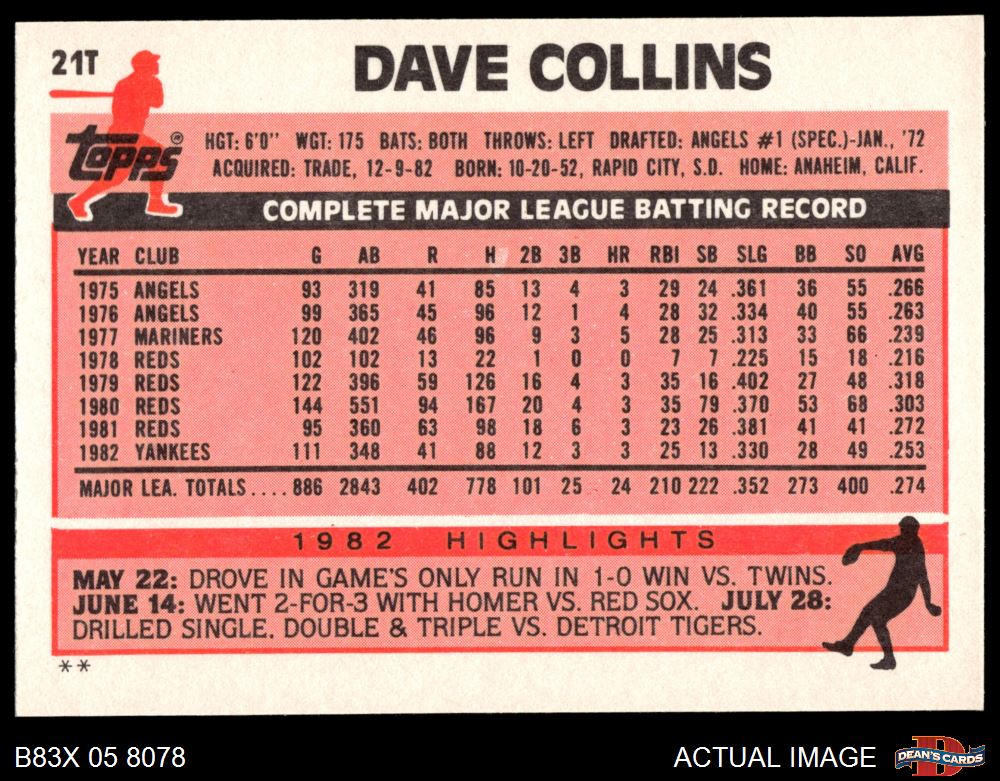 21T
DAVE COLLINS
topps®
HGT: 6'0" WGT: 175 BATS: BOTH THROWS: LEFT DRAFTED: ANGELS #1 (SPEC.)-JAN., '72
ACQUIRED: TRADE, 12-9-82 BORN: 10-20-52, RAPID CITY, S.D. HOME: ANAHEIM, CALIF.
COMPLETE MAJOR LEAGUE BATTING RECORD
YEAR CLUB G AB R H 2B 3B HR RBI SB SLG BB SO AVG
1975 ANGELS 93 319 41 85 13 4 3 29 24 .361 36 55 .266
1976 ANGELS 99 365 45 96 12 1 4 28 32 .334 40 55 .263
1977 MARINERS 120 402 46 96 9 3 5 28 25 .313 33 66 .239
1978 REDS 102 102 13 22 1 0 0 7 7 .225 15 18 .216
1979 REDS 122 396 59 126 16 4 3 35 16 .402 27 48 .318
1980 REDS 144 551 94 167 20 4 3 35 79 .370 53 68 .303
1981 REDS 95 360 63 98 18 6 3 23 26 .381 41 41 .272
1982 YANKEES 111 348 41 88 12 3 3 25 13 .330 28 49 .253
MAJOR LEA. TOTALS .... 886 2843 402 778 101 25 24 210 222 .352 273 400 .274
1982 HIGHLIGHTS
MAY 22: DROVE IN GAME'S ONLY RUN IN 1-0 WIN VS. TWINS.
JUNE 14: WENT 2-FOR-3 WITH HOMER VS. RED SOX. JULY 28:
DRILLED SINGLE, DOUBLE & TRIPLE VS. DETROIT TIGERS.
**
B83X 05 8078 ACTUAL IMAGE DEAN'S CARDS